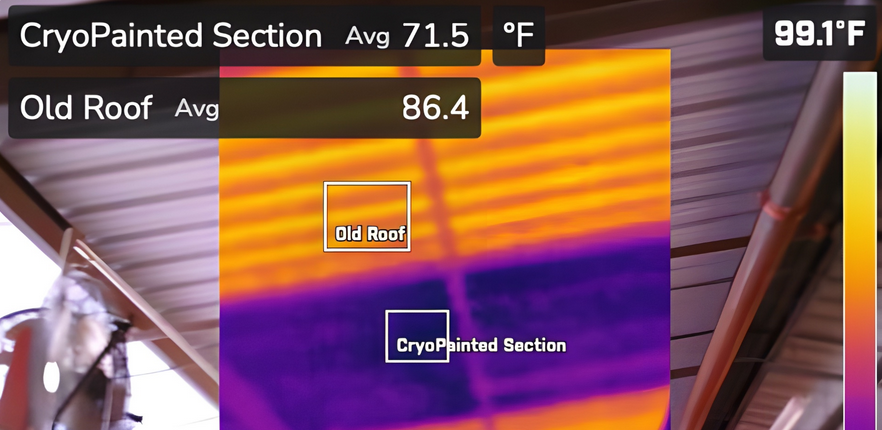 CryoPainted Section Avg 71.5 °F
99.1°F
Old Roof Avg 86.4
Old Roof
CryoPainted Section